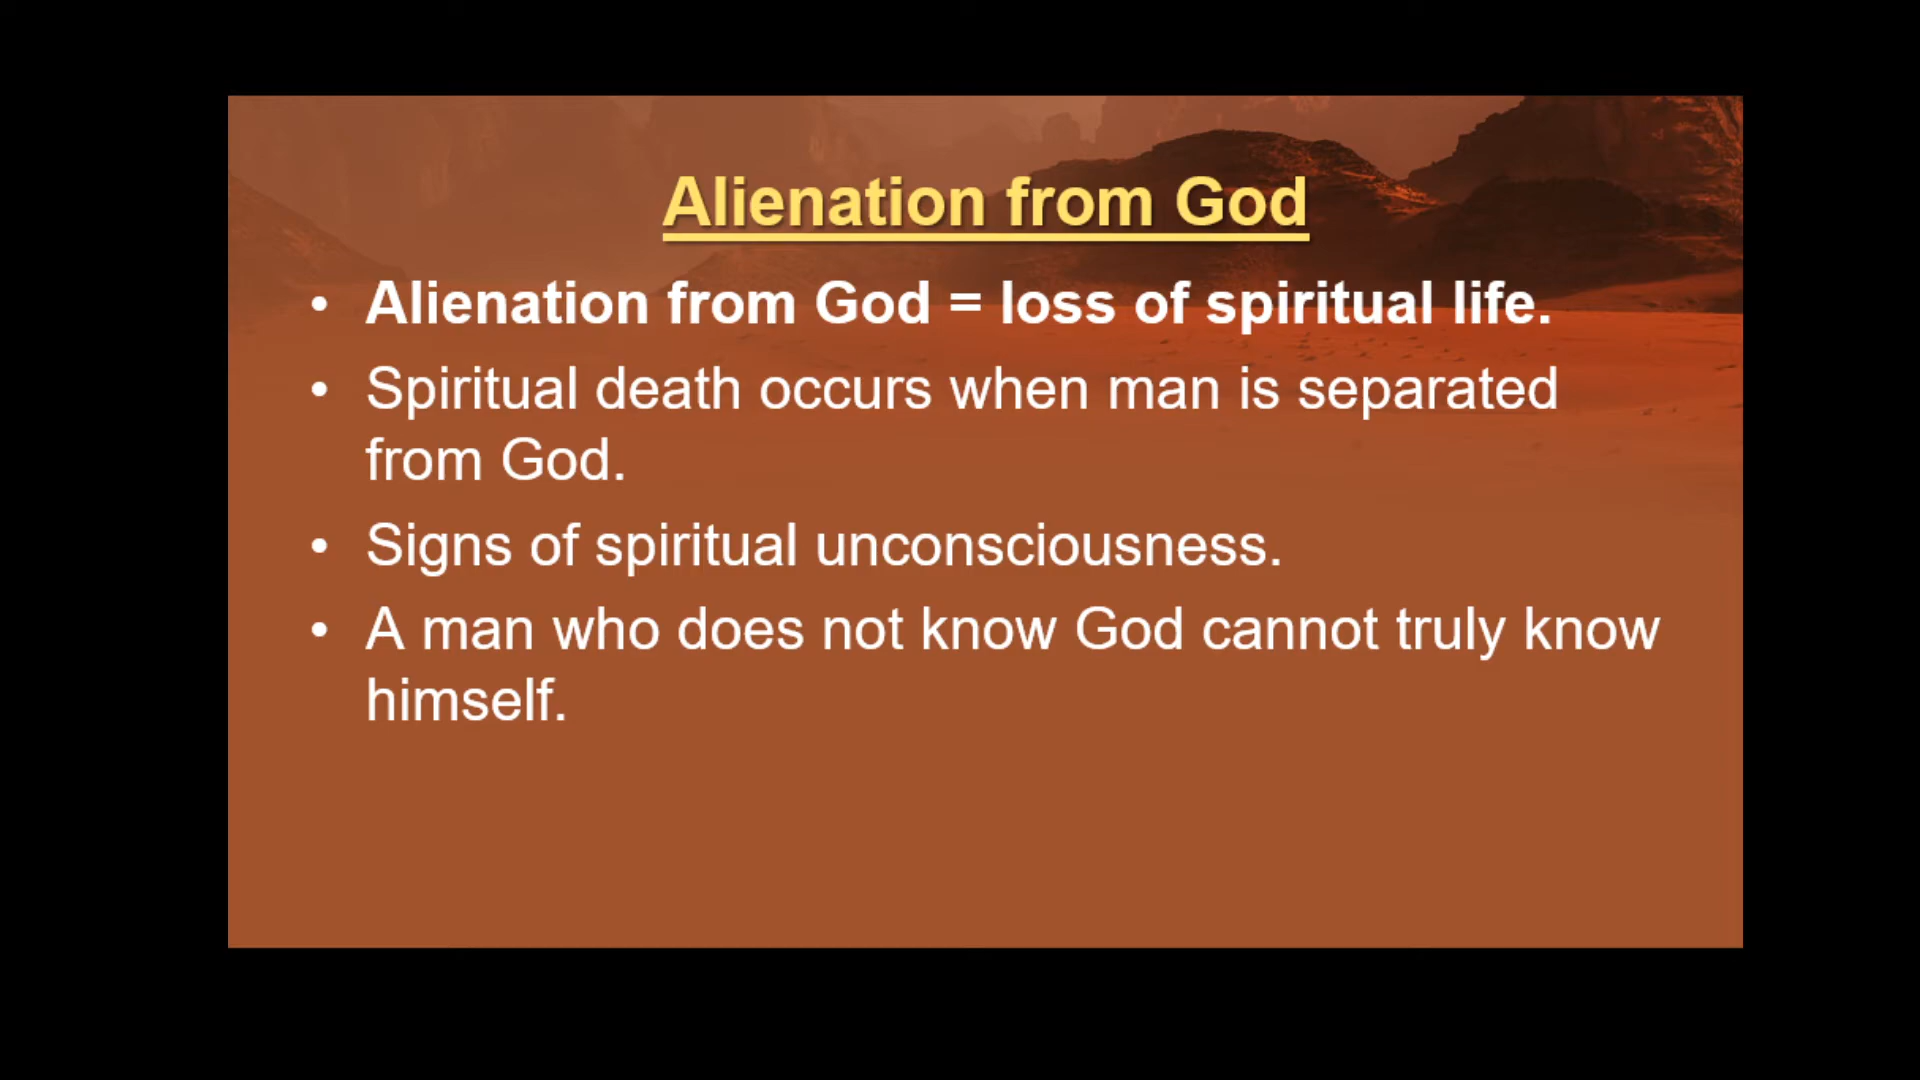 Alienation from God
• Alienation from God = loss of spiritual life.
• Spiritual death occurs when man is separated
from God.
• Signs of spiritual unconsciousness.
• A man who does not know God cannot truly know
himself.